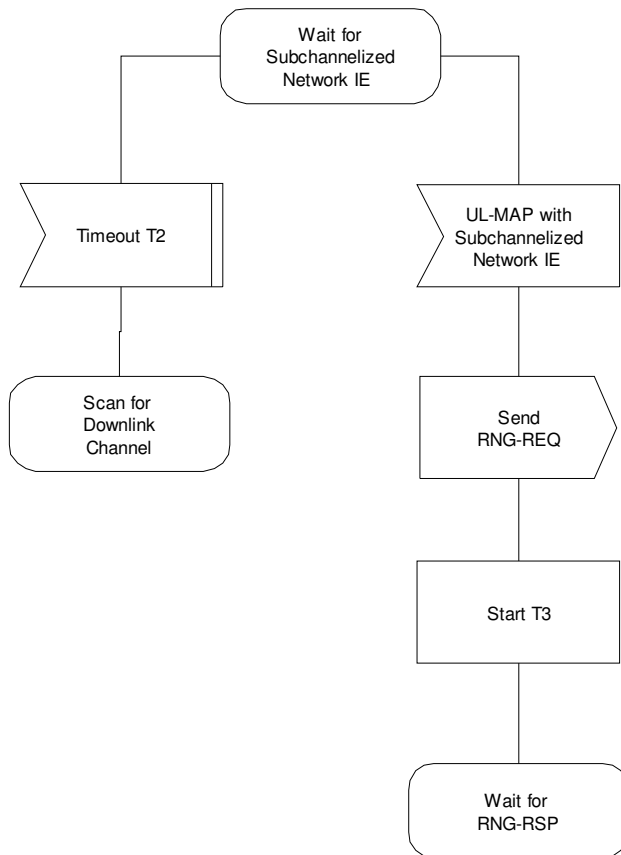 Wait for
Subchannelized
Network IE
Timeout T2
UL-MAP with
Subchannelized
Network IE
Scan for
Downlink
Channel
Send
RNG-REQ
Start T3
Wait for
RNG-RSP